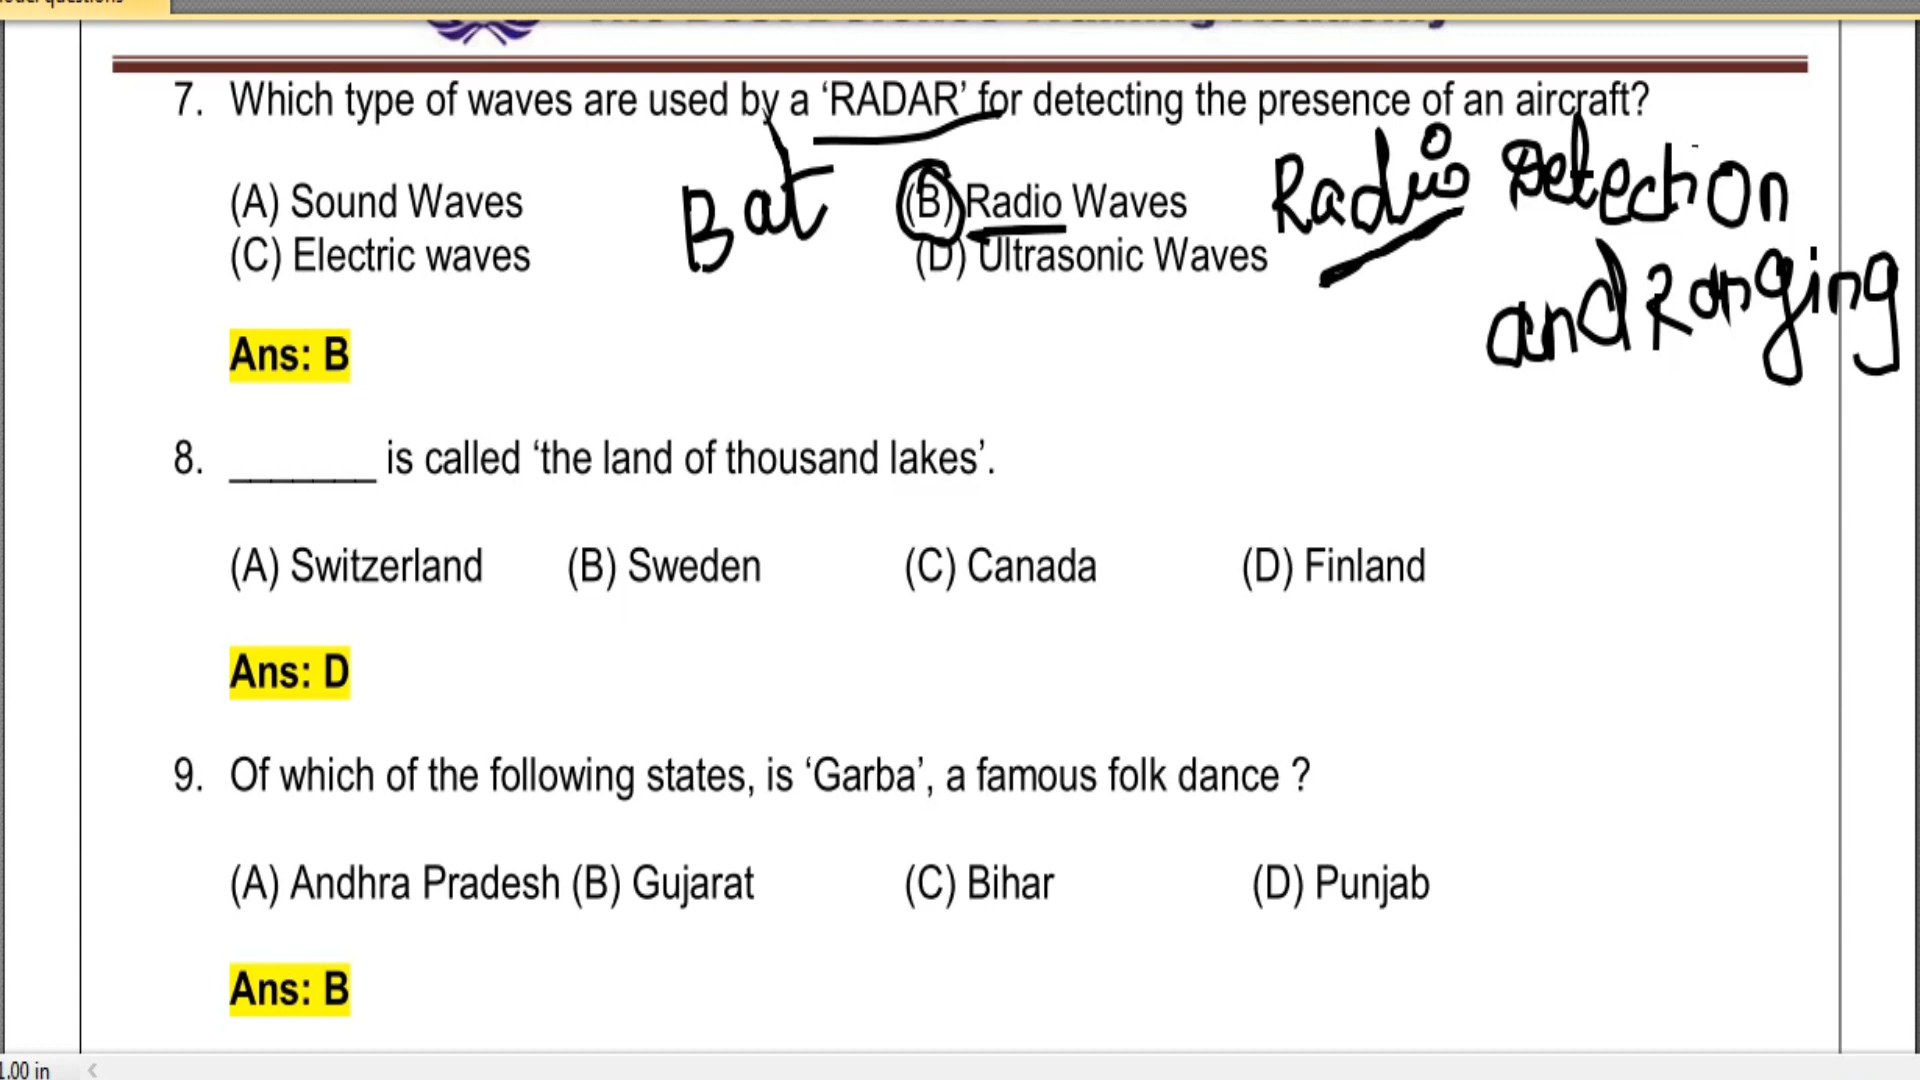 7. Which type of waves are used by a ‘RADAR’ for detecting the presence of an aircraft?
(A) Sound Waves Bat (B) Radio Waves Radio Detection
(C) Electric waves (D) Ultrasonic Waves and Ranging
Ans: B
8. _______ is called ‘the land of thousand lakes’.
(A) Switzerland (B) Sweden (C) Canada (D) Finland
Ans: D
9. Of which of the following states, is ‘Garba’, a famous folk dance ?
(A) Andhra Pradesh (B) Gujarat (C) Bihar (D) Punjab
Ans: B
1.00 in